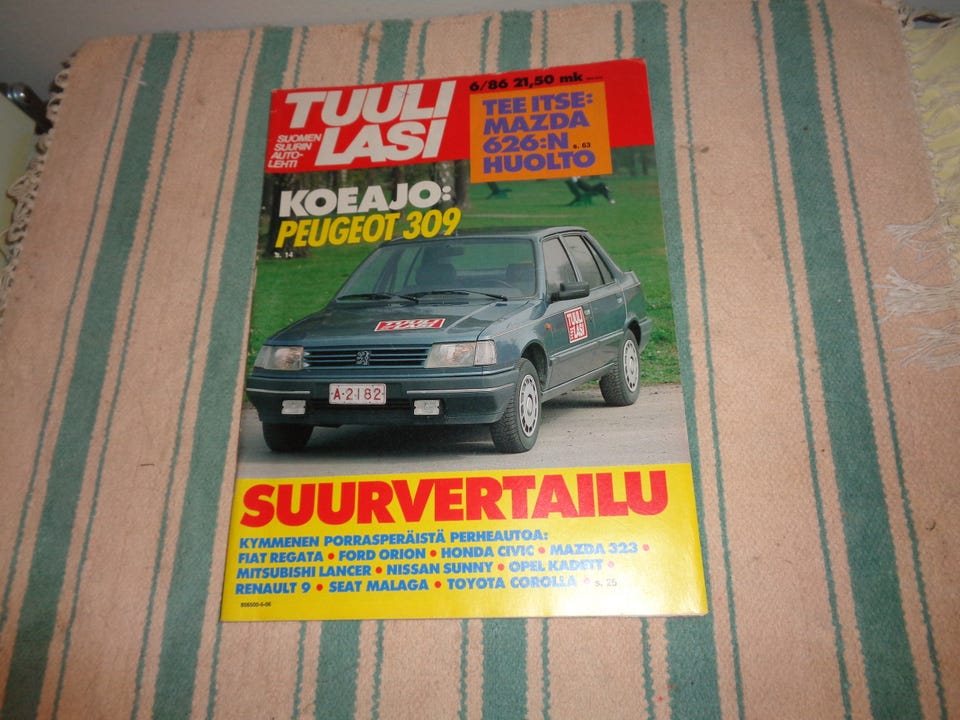 6/86 21,50 mk
TUULI
LASI
SUOMEN
SUURIN
AUTO-
LEHTI
TEE ITSE:
MAZDA
626:N s. 63
HUOLTO
KOEAJO:
PEUGEOT 309
s. 14
TUULI
LASI
A-2182
SUURVERTAILU
KYMMENEN PORRASPERÄISTÄ PERHEAUTOA:
FIAT REGATA • FORD ORION • HONDA CIVIC • MAZDA 323 •
MITSUBISHI LANCER • NISSAN SUNNY • OPEL KADETT •
RENAULT 9 • SEAT MALAGA • TOYOTA COROLLA • s. 25